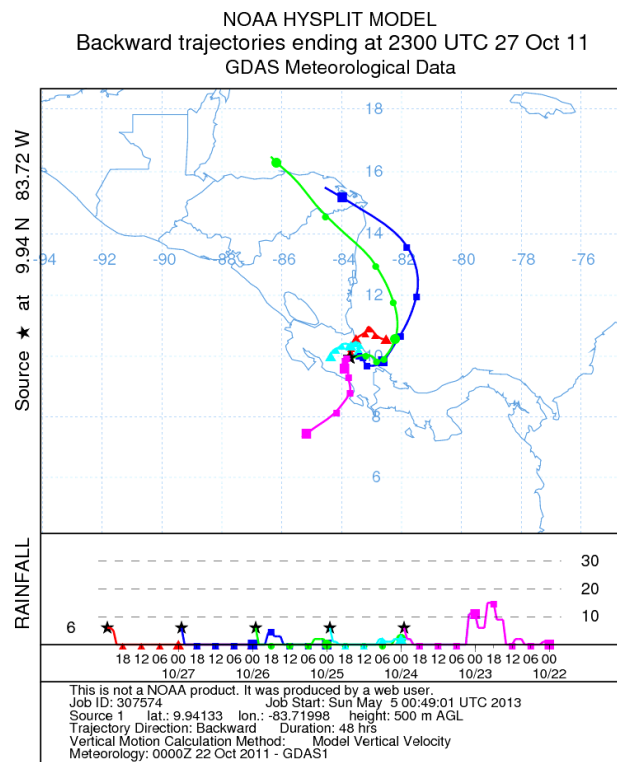 NOAA HYSPLIT MODEL
Backward trajectories ending at 2300 UTC 27 Oct 11
GDAS Meteorological Data
Source ★ at 9.94 N 83.72 W
18
16
14
-94 -92 -90 -88 -86 -84 -82 -80 -78 -76
12
10
8
6
RAINFALL
30
20
6 10
18 12 06 00 18 12 06 00 18 12 06 00 18 12 06 00 18 12 06 00 18 12 06 00
10/27 10/26 10/25 10/24 10/23 10/22
This is not a NOAA product. It was produced by a web user.
Job ID: 307574 Job Start: Sun May 5 00:49:01 UTC 2013
Source 1 lat.: 9.94133 lon.: -83.71998 height: 500 m AGL
Trajectory Direction: Backward Duration: 48 hrs
Vertical Motion Calculation Method: Model Vertical Velocity
Meteorology: 0000Z 22 Oct 2011 - GDAS1